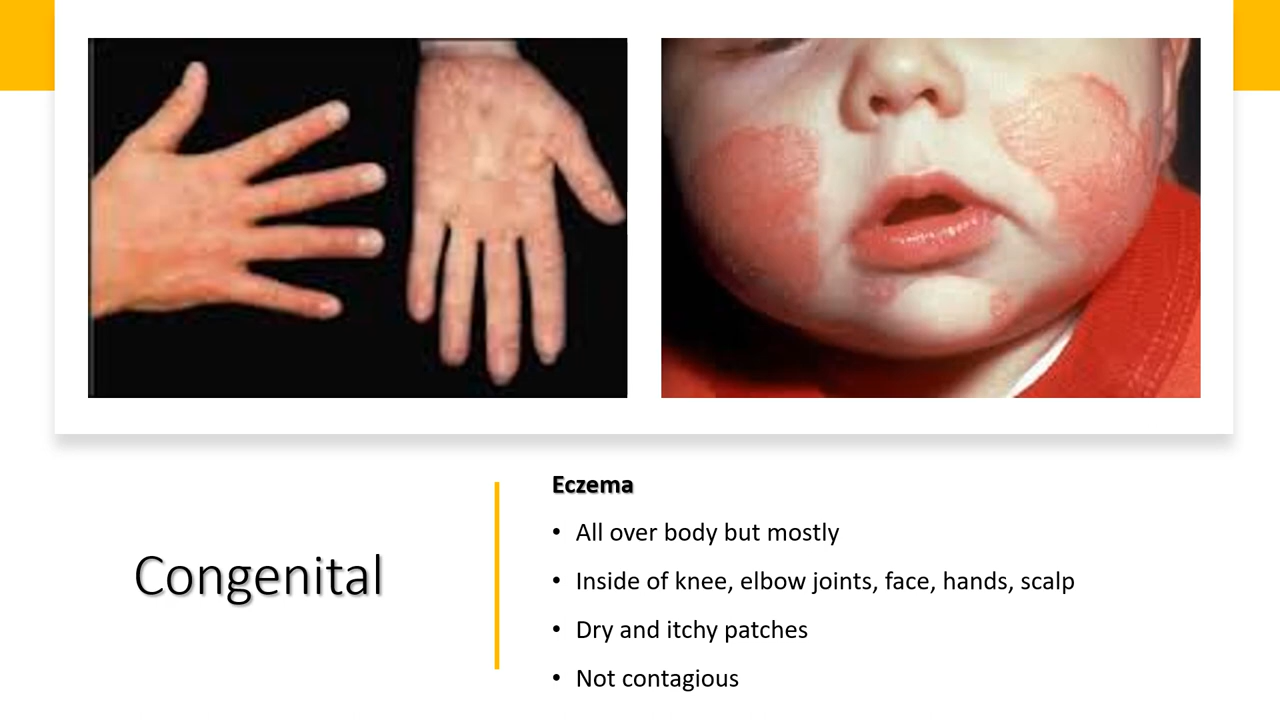 Congenital
Eczema
• All over body but mostly
• Inside of knee, elbow joints, face, hands, scalp
• Dry and itchy patches
• Not contagious